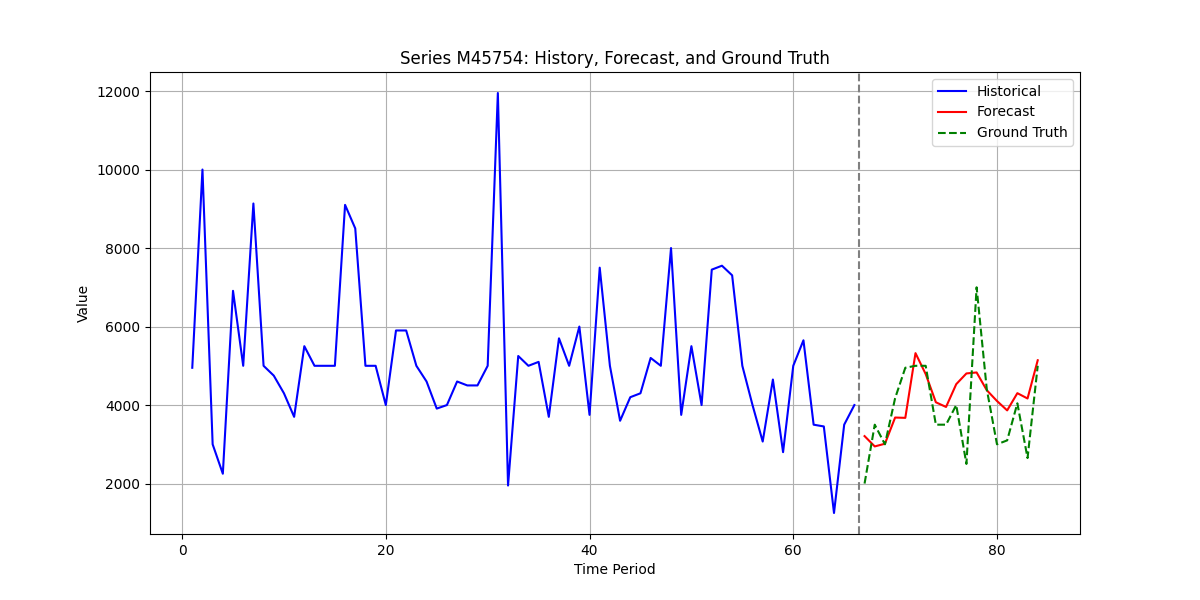 Series M45754: History, Forecast, and Ground Truth
Historical
Forecast
Ground Truth
12000
10000
8000
6000
4000
2000
Value
0 20 40 60 80
Time Period